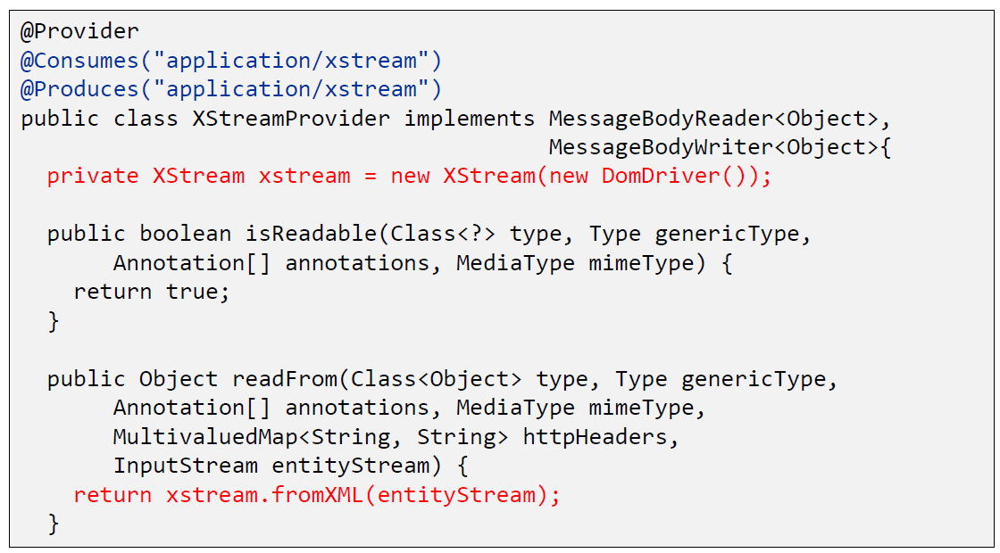 @Provider
@Consumes("application/xstream")
@Produces("application/xstream")
public class XStreamProvider implements MessageBodyReader<Object>,
                                        MessageBodyWriter<Object>{
  private XStream xstream = new XStream(new DomDriver());

  public boolean isReadable(Class<?> type, Type genericType,
       Annotation[] annotations, MediaType mimeType) {
    return true;
  }

  public Object readFrom(Class<Object> type, Type genericType,
       Annotation[] annotations, MediaType mimeType,
       MultivaluedMap<String, String> httpHeaders,
       InputStream entityStream) {
    return xstream.fromXML(entityStream);
  }